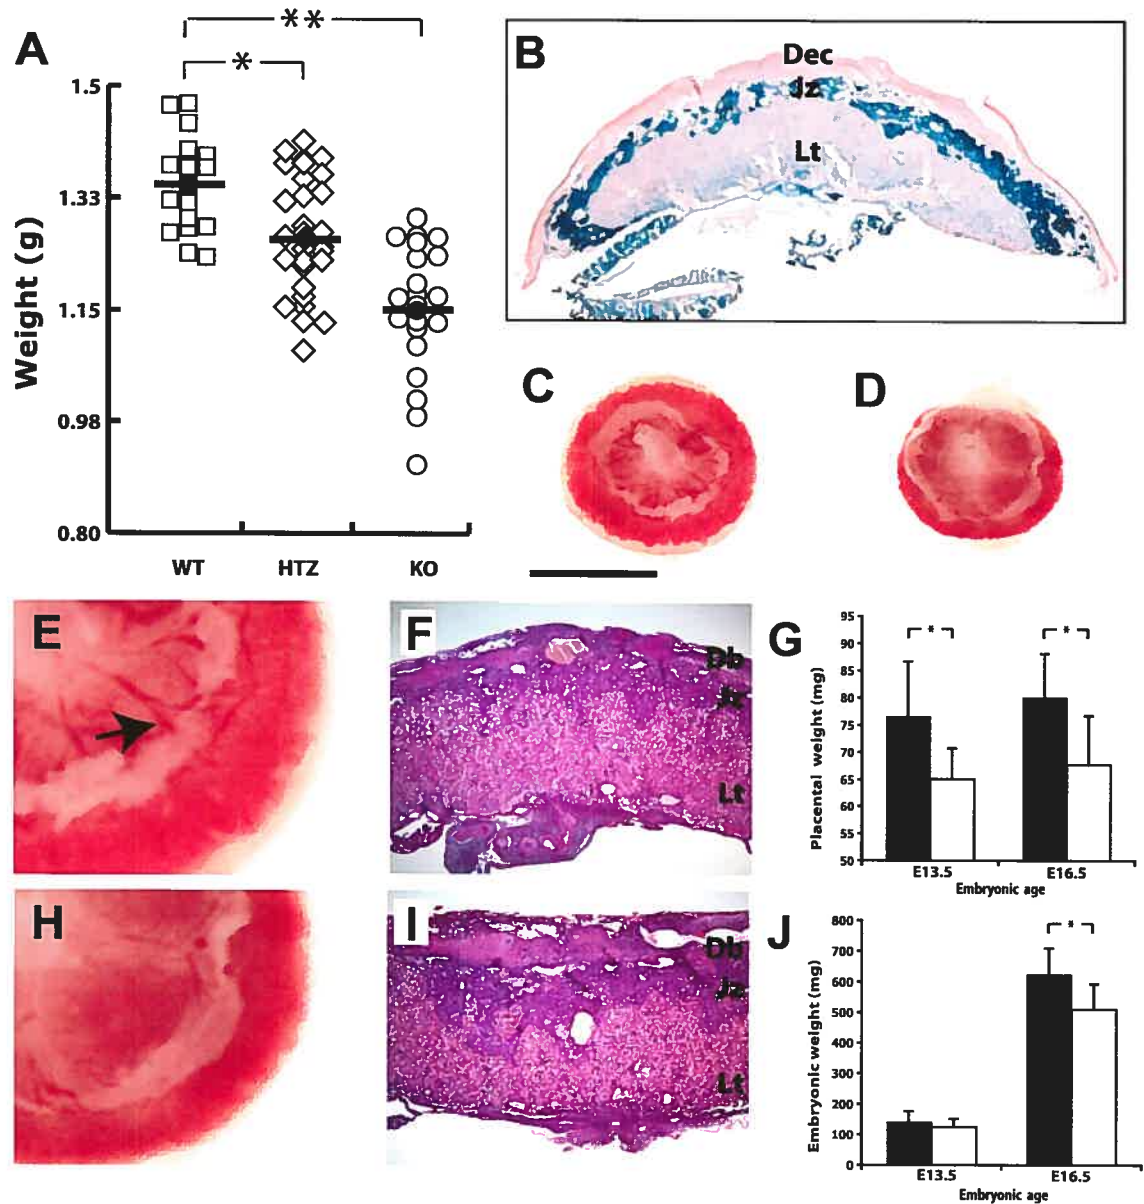 A
**
*
Weight (g)
1.5
1.33
1.15
0.98
0.80
WT HTZ KO
B
Dec
Jz
Lt
C
D
E
F
Db
Jz
Lt
G
* *
Placental weight (mg)
95
90
85
80
75
70
65
60
55
50
E13.5 E16.5
Embryonic age
H
I
Db
Jz
Lt
J
*
Embryonic weight (mg)
800
700
600
500
400
300
200
100
0
E13.5 E16.5
Embryonic age